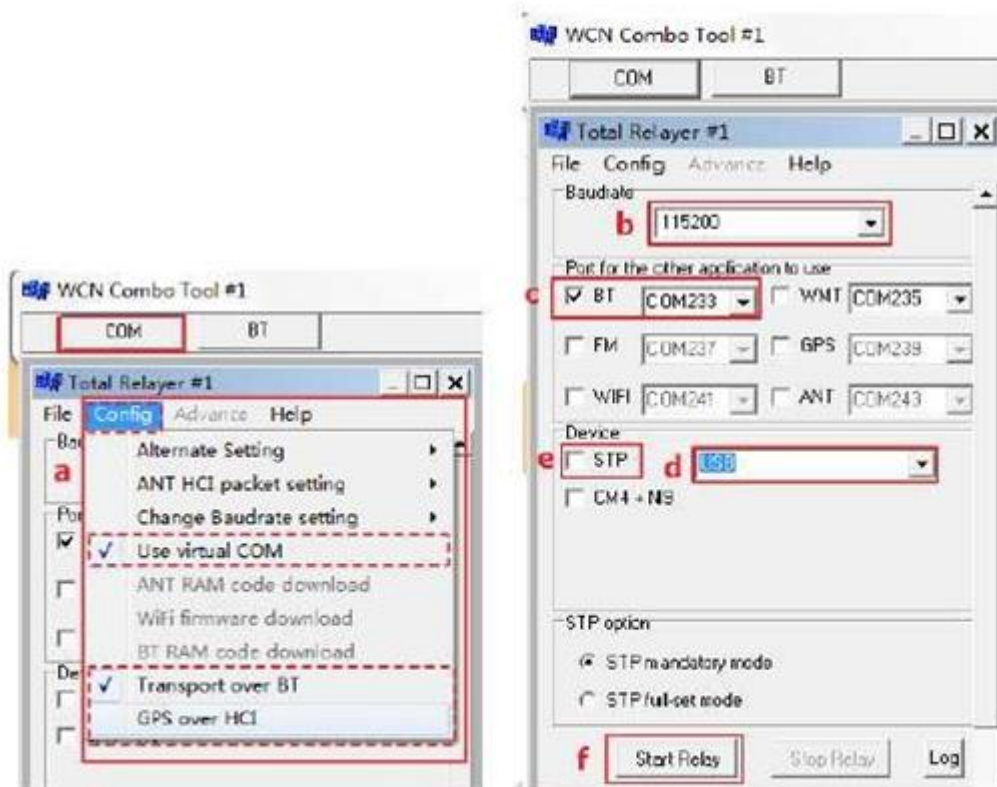 WCN Combo Tool #1
COM BT
Total Relayer #1
File Config Advance Help
a
Alternate Setting
ANT HCI packet setting
Change Baudrate setting
Use virtual COM
ANT RAM code download
WiFi firmware download
BT RAM code download
Transport over BT
GPS over HCI
WCN Combo Tool #1
COM BT
Total Relayer #1
File Config Advance Help
Baudrate
b 115200
Port for the other application to use
c BT COM233 WMT COM235
FM COM237 GPS COM239
WIFI COM241 ANT COM243
Device
e STP d USB
CM4 + N9
STP option
STP mandatory mode
STP full-set mode
f Start Relay Stop Relay Log